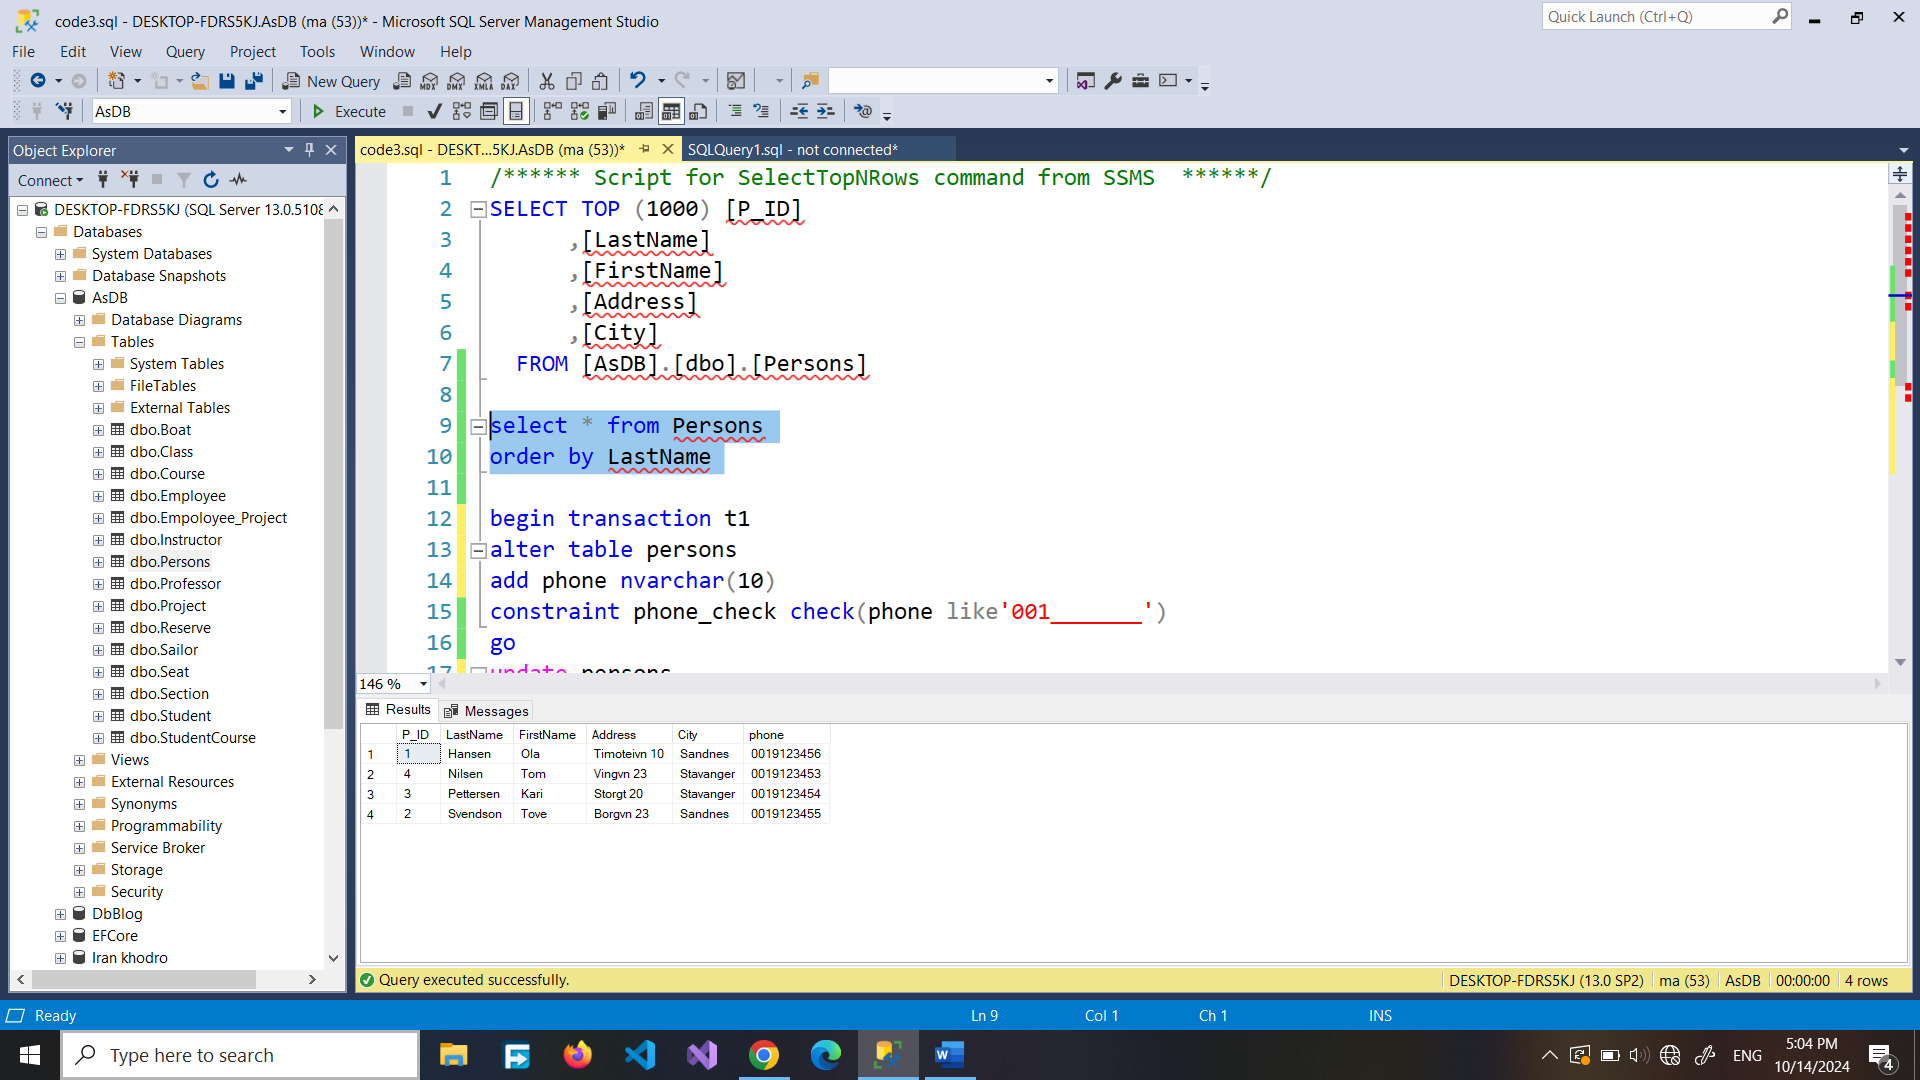 code3.sql - DESKTOP-FDRS5KJ.AsDB (ma (53))* - Microsoft SQL Server Management Studio
Quick Launch (Ctrl+Q)
File Edit View Query Project Tools Window Help
New Query MDX DMX XMLA DAX
AsDB Execute
Object Explorer
Connect
DESKTOP-FDRS5KJ (SQL Server 13.0.5108
Databases
System Databases
Database Snapshots
AsDB
Database Diagrams
Tables
System Tables
FileTables
External Tables
dbo.Boat
dbo.Class
dbo.Course
dbo.Employee
dbo.Empoloyee_Project
dbo.Instructor
dbo.Persons
dbo.Professor
dbo.Project
dbo.Reserve
dbo.Sailor
dbo.Seat
dbo.Section
dbo.Student
dbo.StudentCourse
Views
External Resources
Synonyms
Programmability
Service Broker
Storage
Security
DbBlog
EFCore
Iran khodro
code3.sql - DESKT...5KJ.AsDB (ma (53))* SQLQuery1.sql - not connected*
1 /****** Script for SelectTopNRows command from SSMS ******/
2 SELECT TOP (1000) [P_ID]
3 ,[LastName]
4 ,[FirstName]
5 ,[Address]
6 ,[City]
7 FROM [AsDB].[dbo].[Persons]
8
9 select * from Persons
10 order by LastName
11
12 begin transaction t1
13 alter table persons
14 add phone nvarchar(10)
15 constraint phone_check check(phone like'001_______')
16 go
17 update persons
146 %
Results Messages
P_ID LastName FirstName Address City phone
1 1 Hansen Ola Timoteivn 10 Sandnes 0019123456
2 4 Nilsen Tom Vingvn 23 Stavanger 0019123453
3 3 Pettersen Kari Storgt 20 Stavanger 0019123454
4 2 Svendson Tove Borgvn 23 Sandnes 0019123455
Query executed successfully. DESKTOP-FDRS5KJ (13.0 SP2) ma (53) AsDB 00:00:00 4 rows
Ready Ln 9 Col 1 Ch 1 INS
Type here to search
ENG
5:04 PM
10/14/2024
4